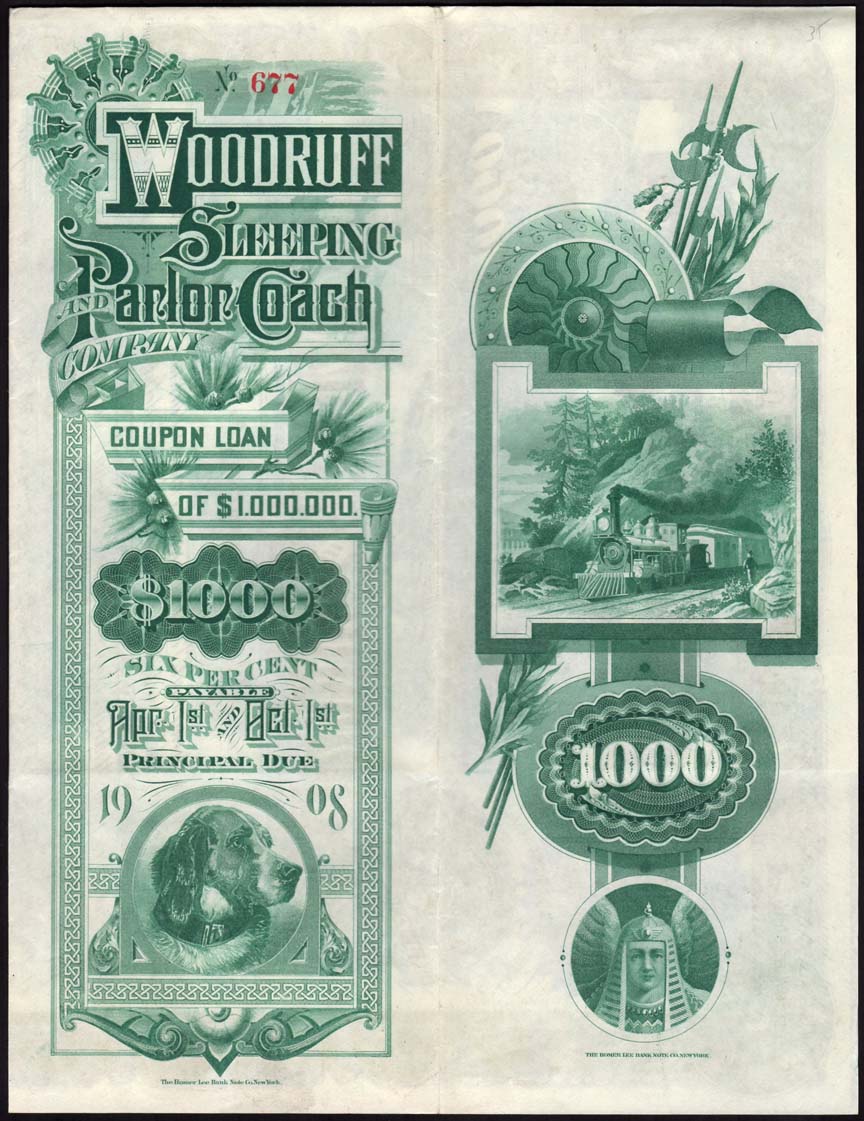 No. 677
WOODRUFF
SLEEPING
AND Parlor Coach
COMPANY
COUPON LOAN
OF $1.000.000.
$1000
SIX PER CENT
PAYABLE
Apr. 1st AND Oct. 1st
PRINCIPAL DUE
1908
The Homer Lee Bank Note Co. New York.
1000
THE HOMER LEE BANK NOTE CO. NEW YORK.